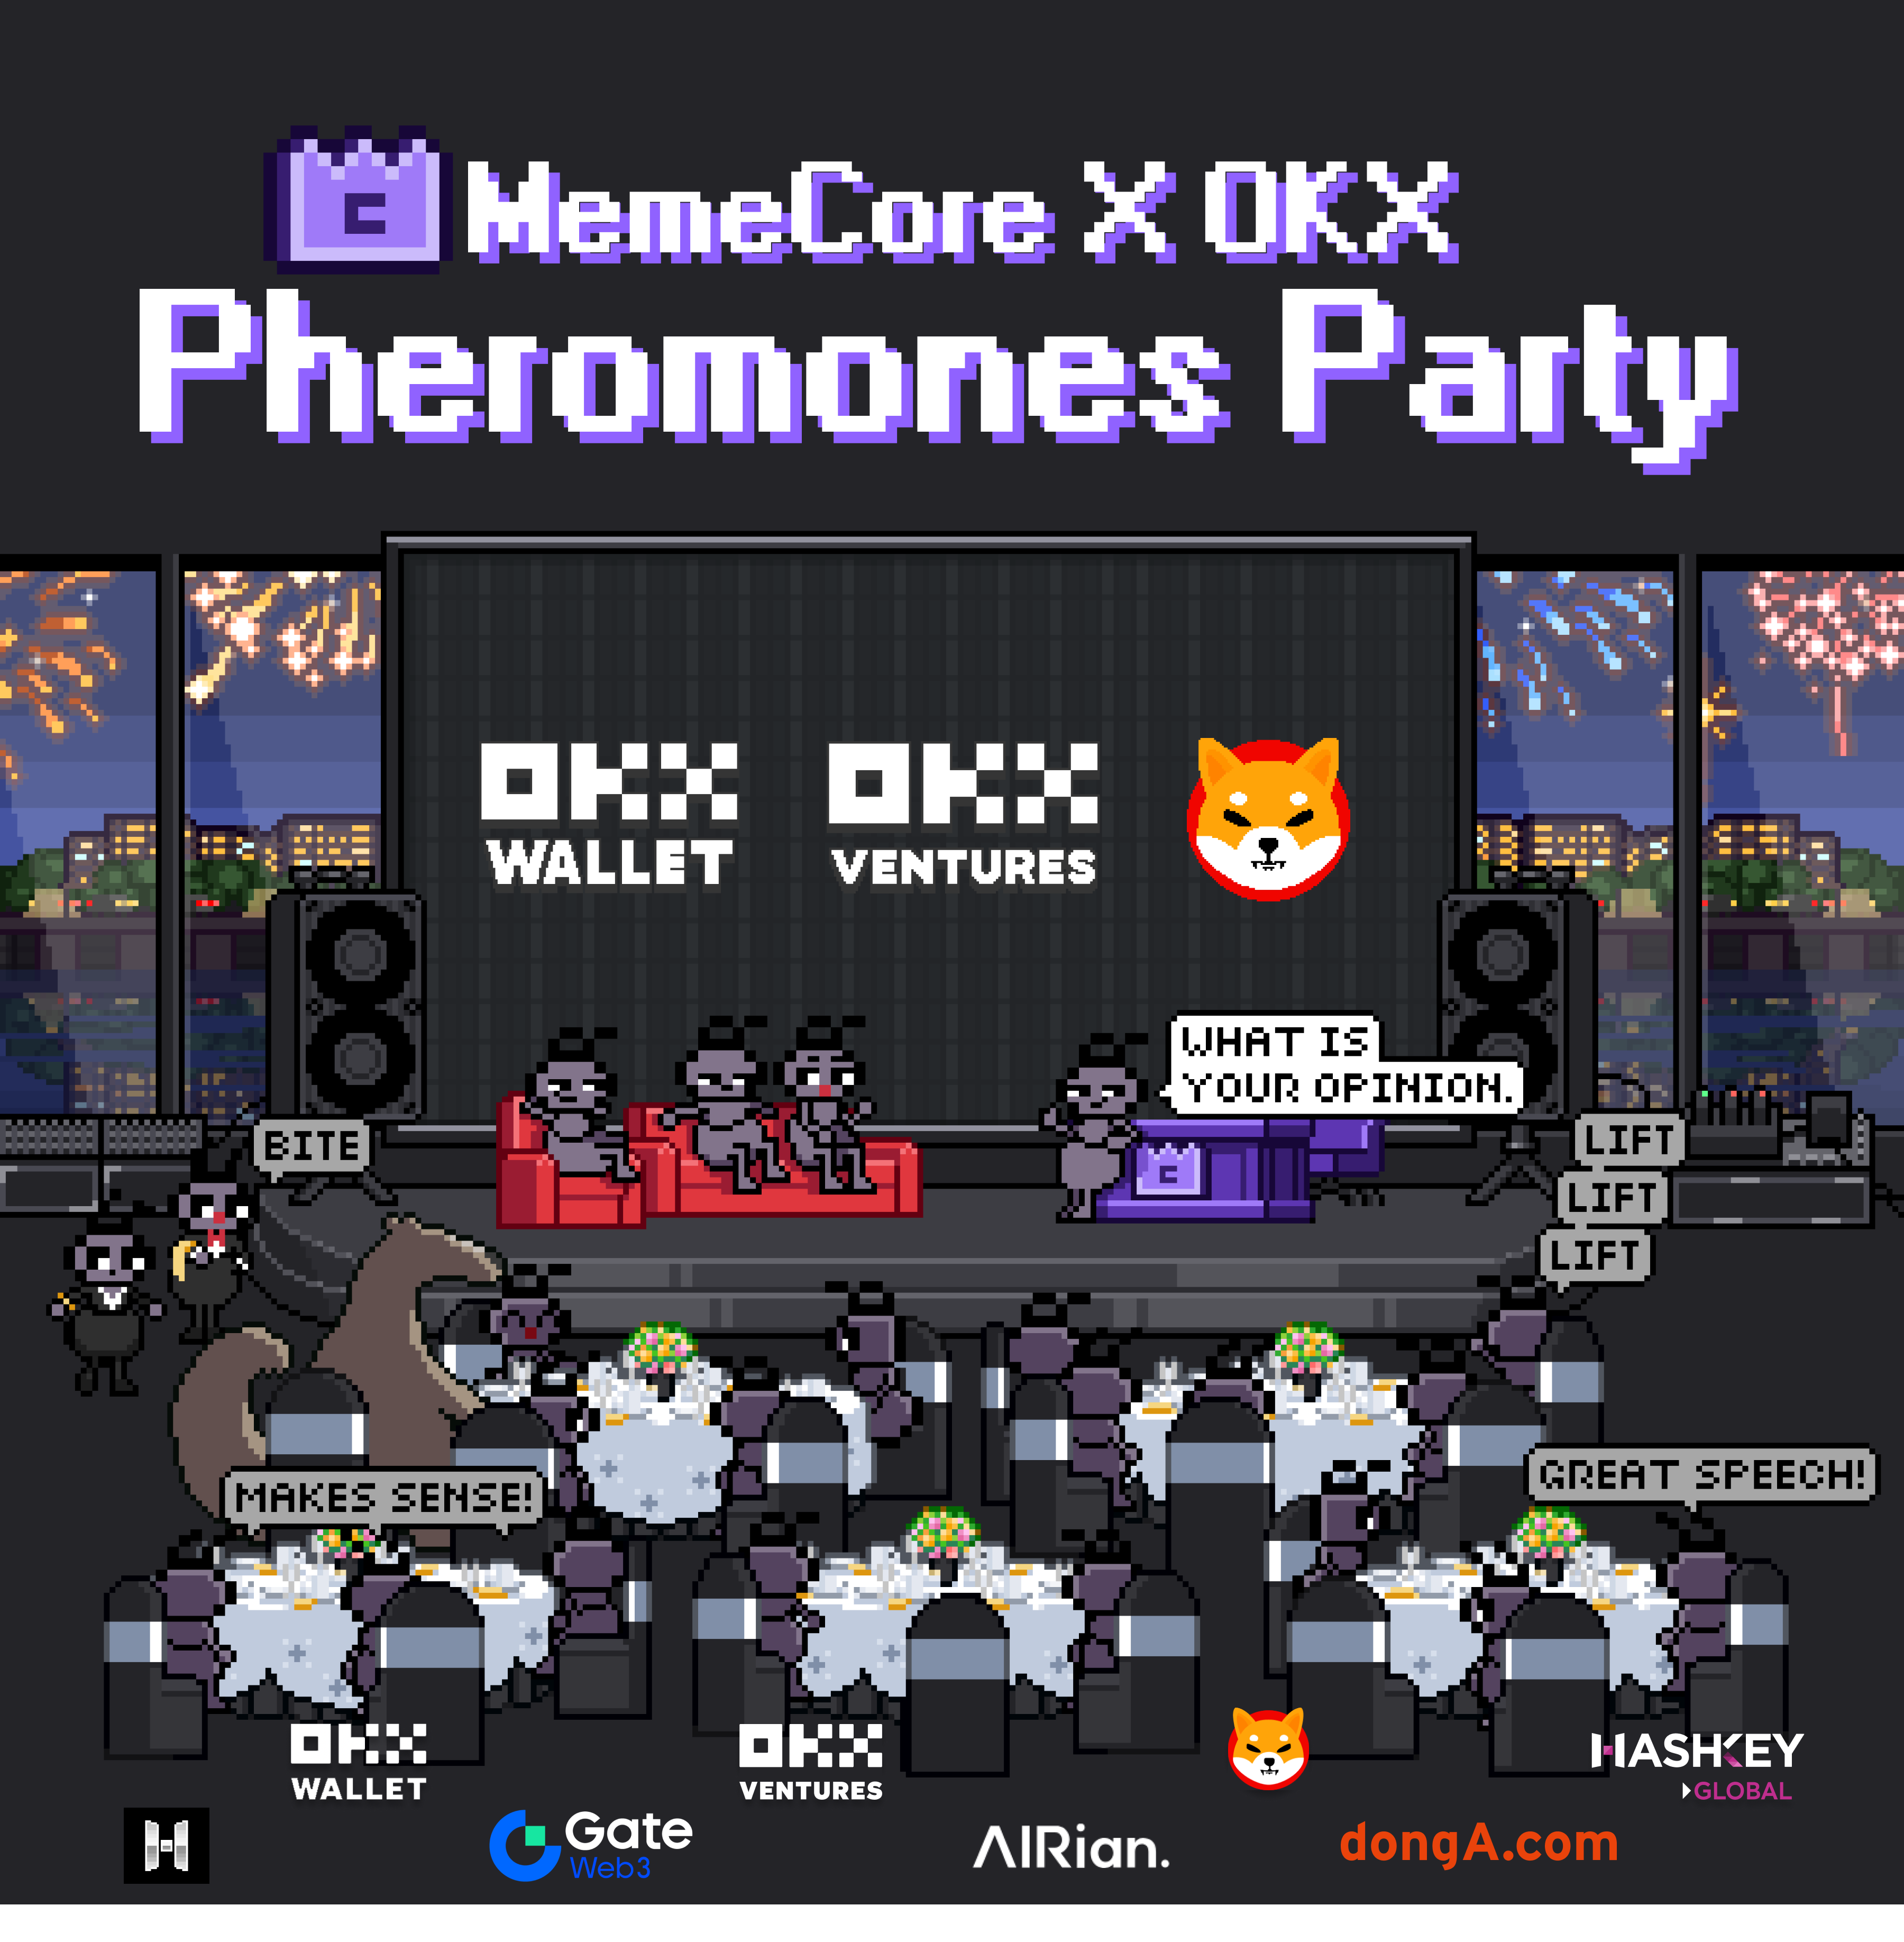 E MemeCore X OKX
Pheromones Party
OKX
WALLET
OKX
VENTURES
WHAT IS
YOUR OPINION.
E
BITE
LIFT
LIFT
LIFT
MAKES SENSE!
GREAT SPEECH!
OKX
WALLET
OKX
VENTURES
HASHKEY
GLOBAL
H
Gate
Web3
AIRian.
dongA.com